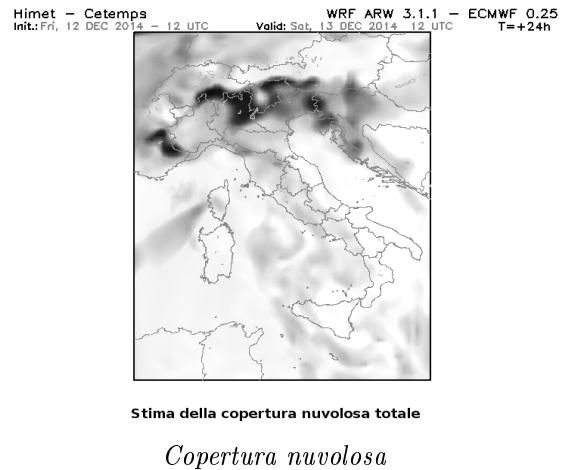 Himet – Cetemps WRF ARW 3.1.1 – ECMWF 0.25
Init.: Fri, 12 DEC 2014 – 12 UTC Valid: Sat, 13 DEC 2014 12 UTC T=+24h
Stima della copertura nuvolosa totale
Copertura nuvolosa